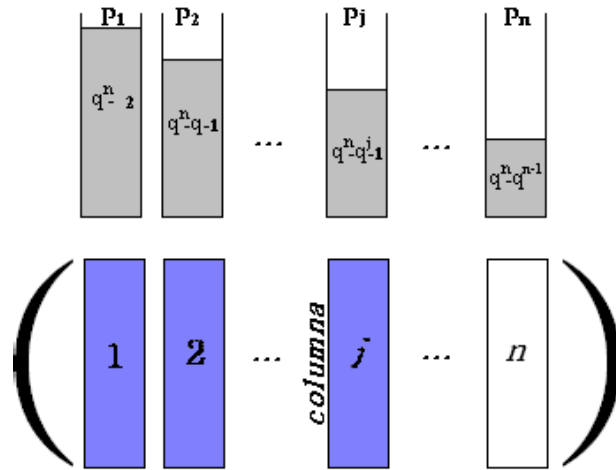 P₁ P₂ Pⱼ Pₙ
qⁿ- 2 qⁿ-q-1 ... qⁿ-qʲ-1 ... qⁿ-qⁿ⁻¹
( 1 2 ... columna j ... n )